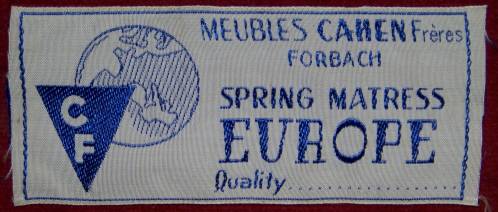 MEUBLES CAHEN Frères
FORBACH
CF
SPRING MATRESS
EUROPE
Quality....................